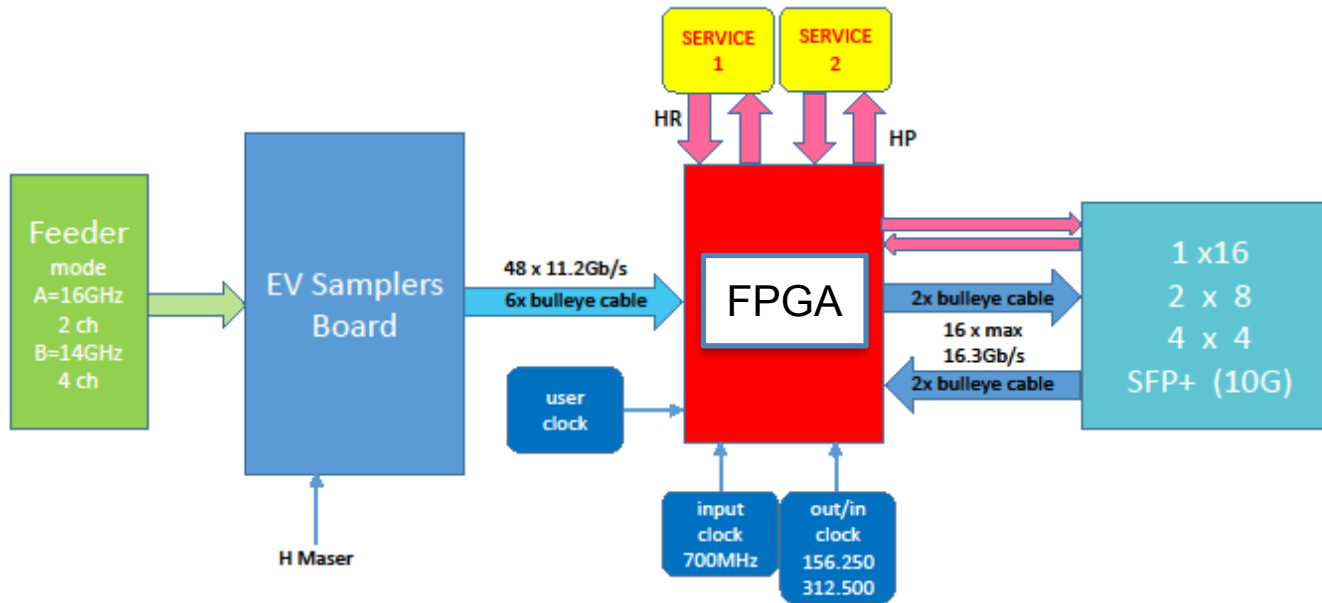 SERVICE
1
SERVICE
2
HR
HP
Feeder
mode
A=16GHz
2 ch
B=14GHz
4 ch
EV Samplers
Board
48 x 11.2Gb/s
6x bulleye cable
FPGA
2x bulleye cable
16 x max
16.3Gb/s
2x bulleye cable
1 x16
2 x 8
4 x 4
SFP+ (10G)
user
clock
input
clock
700MHz
out/in
clock
156.250
312.500
H Maser